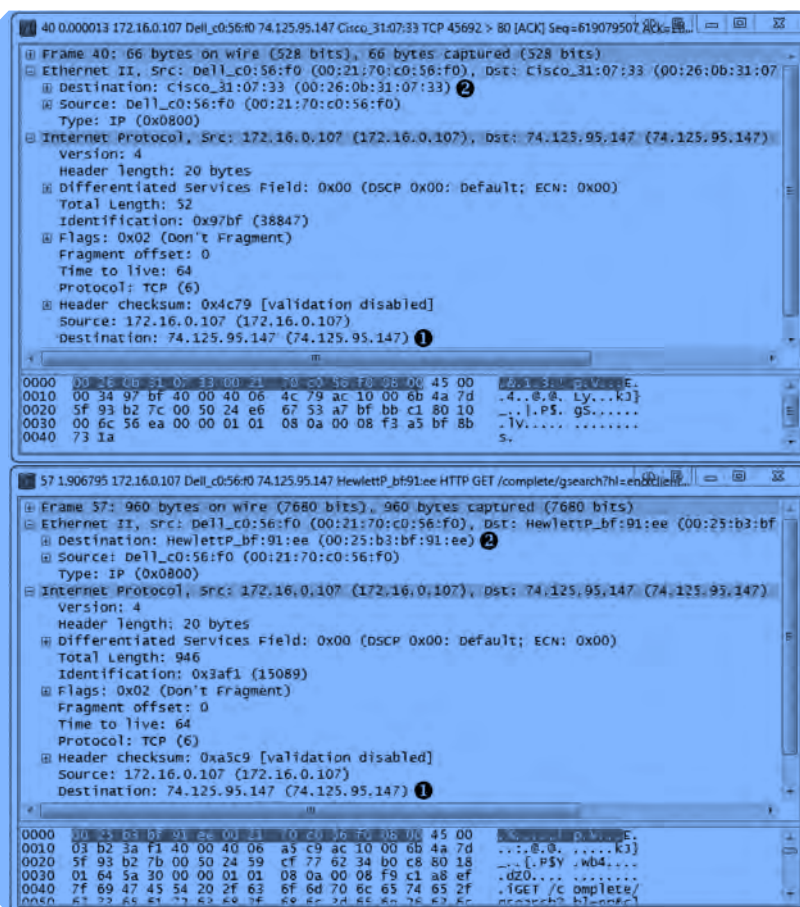 40 0.000013 172.16.0.107 Dell_c0:56:f0 74.125.95.147 Cisco_31:07:33 TCP 45692 > 80 [ACK] Seq=619079507
Frame 40: 66 bytes on wire (528 bits), 66 bytes captured (528 bits)
Ethernet II, Src: Dell_c0:56:f0 (00:21:70:c0:56:f0), Dst: Cisco_31:07:33 (00:26:0b:31:07
Destination: Cisco_31:07:33 (00:26:0b:31:07:33) ❷
Source: Dell_c0:56:f0 (00:21:70:c0:56:f0)
Type: IP (0x0800)
Internet Protocol, Src: 172.16.0.107 (172.16.0.107), Dst: 74.125.95.147 (74.125.95.147)
Version: 4
Header length: 20 bytes
Differentiated Services Field: 0x00 (DSCP 0x00: Default; ECN: 0x00)
Total Length: 52
Identification: 0x97bf (38847)
Flags: 0x02 (Don't Fragment)
Fragment offset: 0
Time to live: 64
Protocol: TCP (6)
Header checksum: 0x4c79 [validation disabled]
Source: 172.16.0.107 (172.16.0.107)
Destination: 74.125.95.147 (74.125.95.147) ❶
0000 00 26 0b 31 07 33 00 21 70 c0 56 f0 08 00 45 00 .&.1.3.! p.V...E.
0010 00 34 97 bf 40 00 40 06 4c 79 ac 10 00 6b 4a 7d .4..@.@. Ly...kJ}
0020 5f 93 b2 7c 00 50 24 e6 67 53 a7 bf bb c1 80 10 _..|.P$. gS......
0030 00 6c 56 ea 00 00 01 01 08 0a 00 08 f3 a5 bf 8b .lV..... ........
0040 73 1a s.
57 1.906795 172.16.0.107 Dell_c0:56:f0 74.125.95.147 HewlettP_bf:91:ee HTTP GET /complete/gsearch?hl=en&client...
Frame 57: 960 bytes on wire (7680 bits), 960 bytes captured (7680 bits)
Ethernet II, Src: Dell_c0:56:f0 (00:21:70:c0:56:f0), Dst: HewlettP_bf:91:ee (00:25:b3:bf
Destination: HewlettP_bf:91:ee (00:25:b3:bf:91:ee) ❷
Source: Dell_c0:56:f0 (00:21:70:c0:56:f0)
Type: IP (0x0800)
Internet Protocol, Src: 172.16.0.107 (172.16.0.107), Dst: 74.125.95.147 (74.125.95.147)
Version: 4
Header length: 20 bytes
Differentiated Services Field: 0x00 (DSCP 0x00: Default; ECN: 0x00)
Total Length: 946
Identification: 0x3af1 (15089)
Flags: 0x02 (Don't Fragment)
Fragment offset: 0
Time to live: 64
Protocol: TCP (6)
Header checksum: 0xa5c9 [validation disabled]
Source: 172.16.0.107 (172.16.0.107)
Destination: 74.125.95.147 (74.125.95.147) ❶
0000 00 25 b3 bf 91 ee 00 21 70 c0 56 f0 08 00 45 00 .%.....! p.V...E.
0010 03 b2 3a f1 40 00 40 06 a5 c9 ac 10 00 6b 4a 7d ..:.@.@. .....kJ}
0020 5f 93 b2 7b 00 50 24 59 cf 77 62 34 b0 c8 80 18 _..{.P$Y .wb4....
0030 01 64 5a 30 00 00 01 01 08 0a 00 08 f9 c1 a8 ef .dZ0.... ........
0040 7f 69 47 45 54 20 2f 63 6f 6d 70 6c 65 74 65 2f .iGET /c omplete/